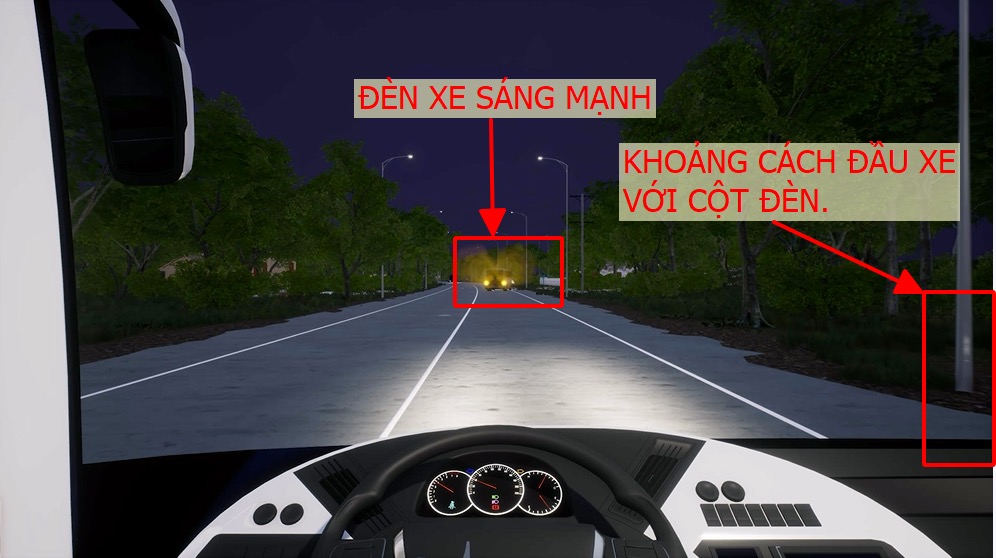 ĐÈN XE SÁNG MẠNH
KHOẢNG CÁCH ĐẦU XE
VỚI CỘT ĐÈN.